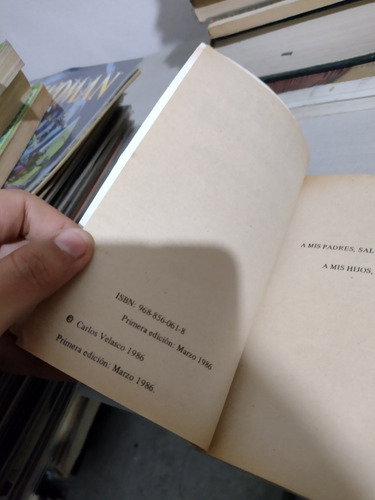 ISBN: 968-856-061-8
Primera edición: Marzo 1986
© Carlos Velasco 1986
Primera edición: Marzo 1986.
A MIS PADRES, SAL
A MIS HIJOS,